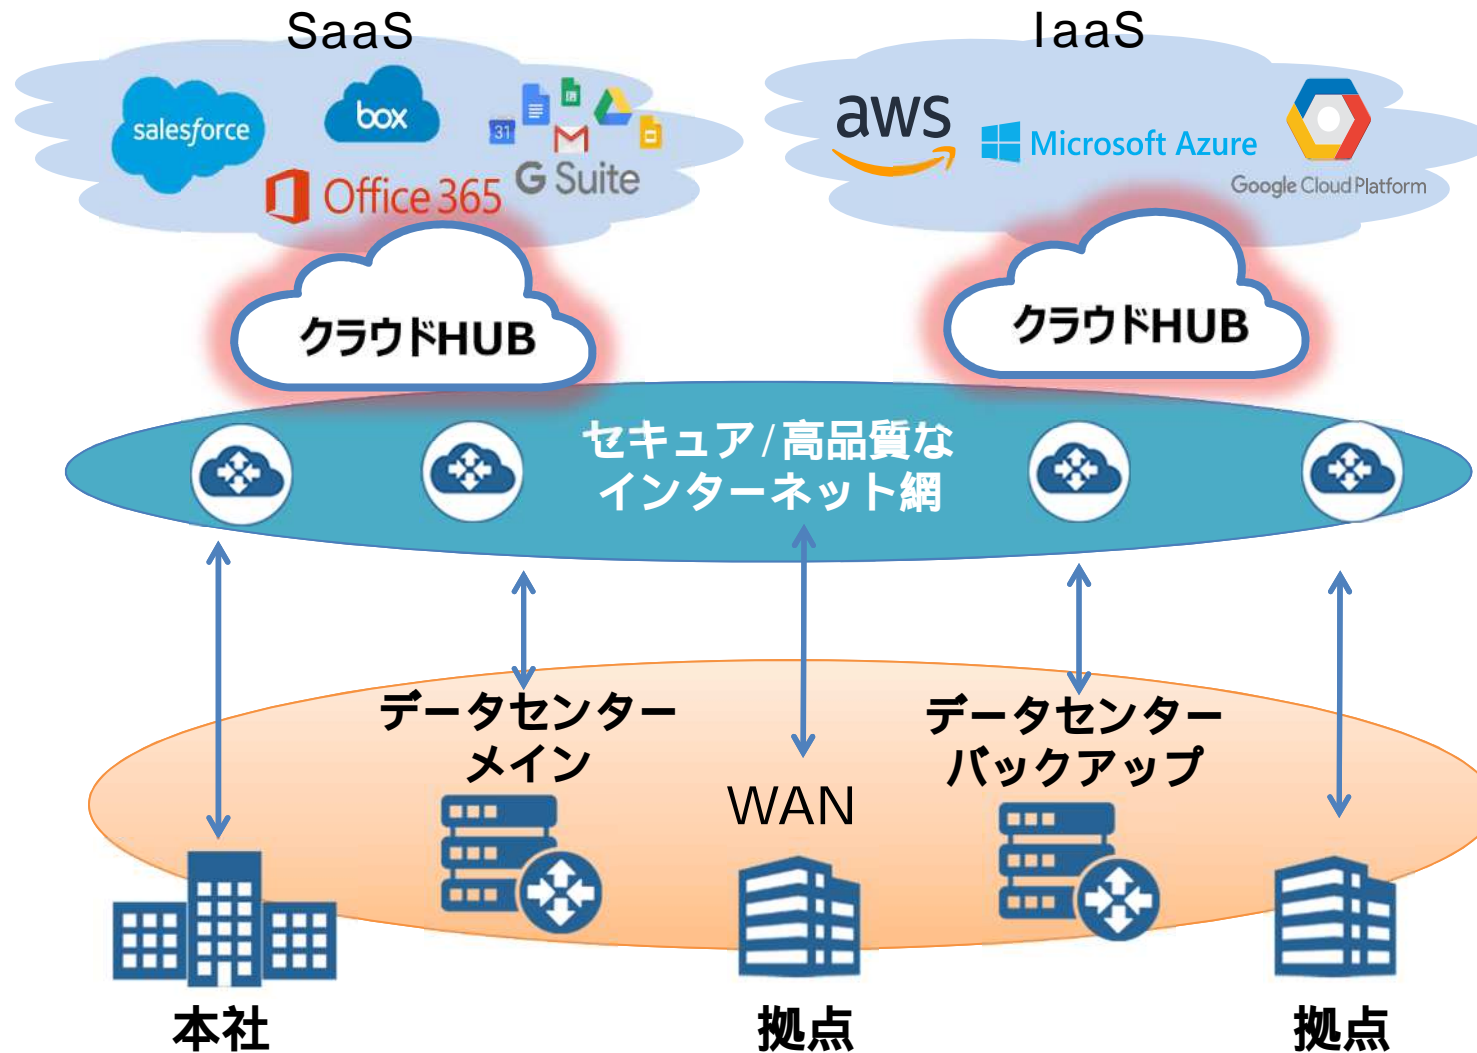 SaaS
IaaS
salesforce
box
31
Office 365
G Suite
aws
Microsoft Azure
Google Cloud Platform
クラウドHUB
クラウドHUB
セキュア/高品質な
インターネット網
データセンター
メイン
データセンター
バックアップ
WAN
本社
拠点
拠点